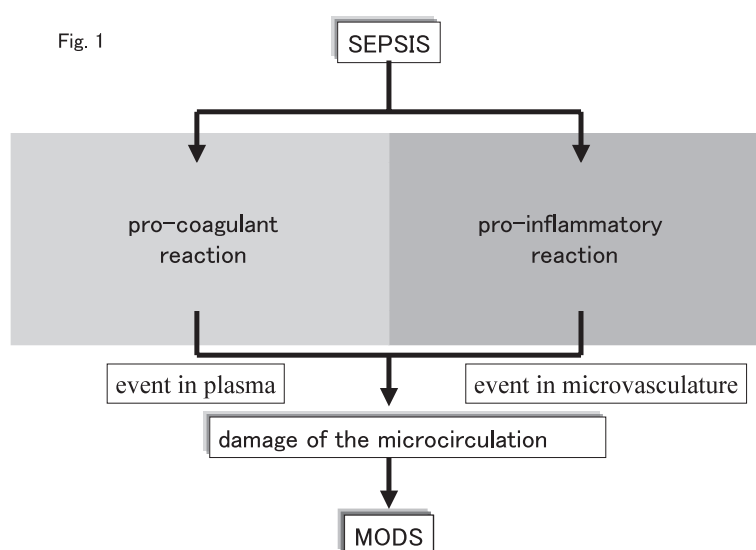 Fig. 1
SEPSIS
pro-coagulant
reaction
pro-inflammatory
reaction
event in plasma
event in microvasculature
damage of the microcirculation
MODS